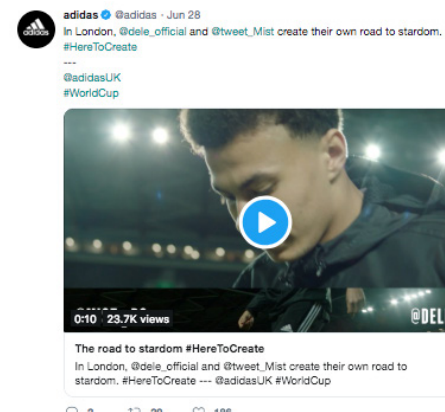 adidas @adidas · Jun 28
In London, @dele_official and @tweet_Mist create their own road to stardom.
#HereToCreate
---
@adidasUK
#WorldCup
adidas
@DEL
0:10 23.7K views
The road to stardom #HereToCreate
In London, @dele_official and @tweet_Mist create their own road to
stardom. #HereToCreate --- @adidasUK #WorldCup